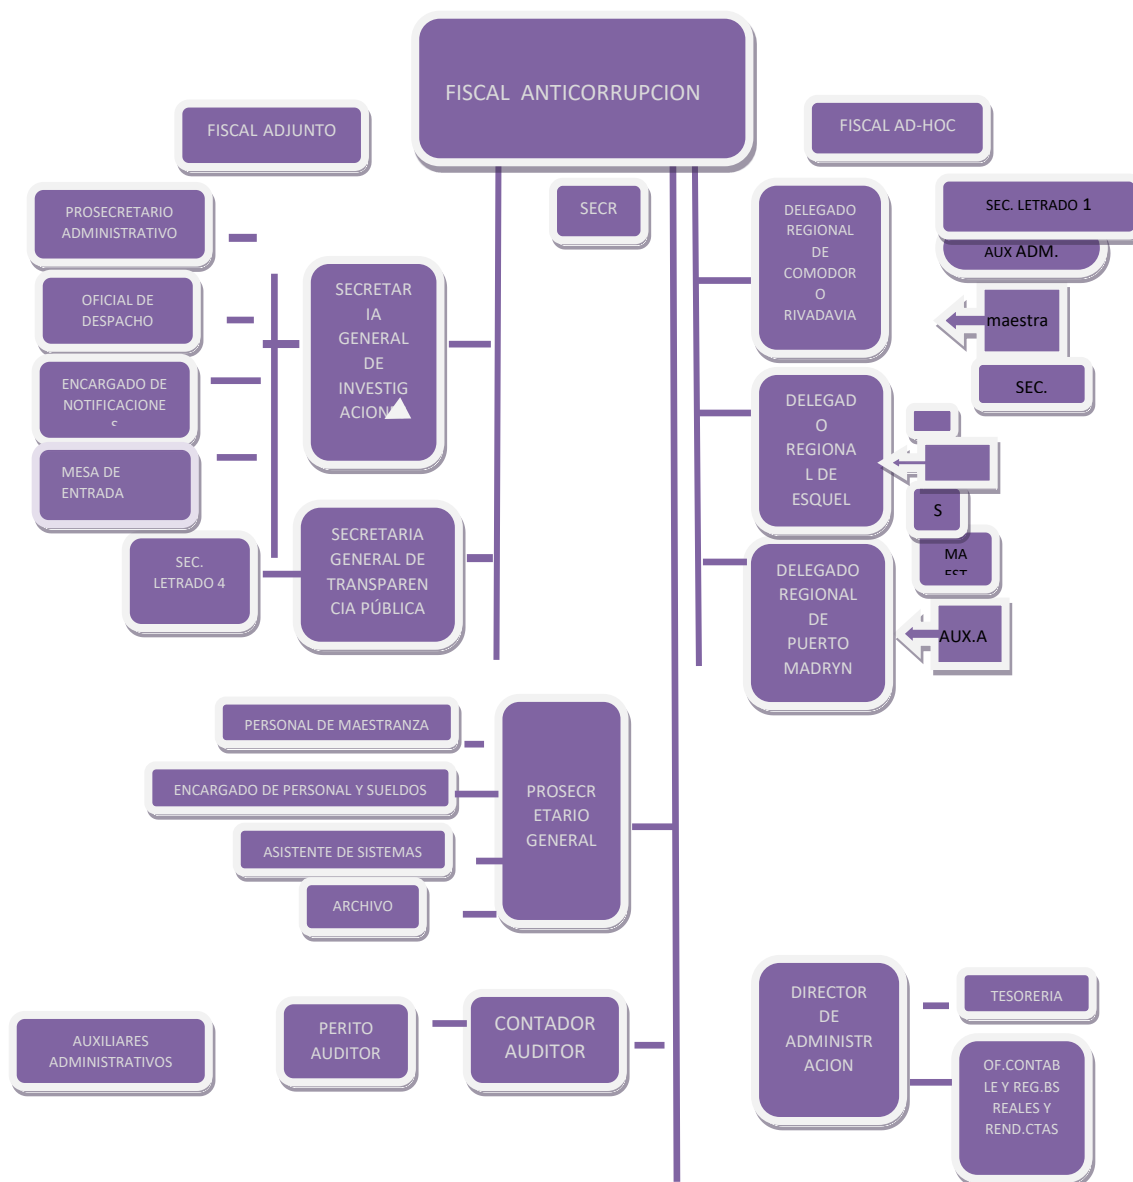 FISCAL ANTICORRUPCION
FISCAL ADJUNTO
FISCAL AD-HOC
PROSECRETARIO
ADMINISTRATIVO
SECR
DELEGADO
REGIONAL
DE
COMODOR
O
RIVADAVIA
SEC. LETRADO 1
AUX ADM.
maestra
SEC.
OFICIAL DE
DESPACHO
SECRETAR
IA
GENERAL
DE
INVESTIG
ACION
ENCARGADO DE
NOTIFICACIONE
S
MESA DE
ENTRADA
DELEGAD
O
REGIONA
L DE
ESQUEL
S
MA
EST
SEC.
LETRADO 4
SECRETARIA
GENERAL DE
TRANSPAREN
CIA PÚBLICA
DELEGADO
REGIONAL
DE
PUERTO
MADRYN
AUX.A
PERSONAL DE MAESTRANZA
ENCARGADO DE PERSONAL Y SUELDOS
ASISTENTE DE SISTEMAS
ARCHIVO
PROSECR
ETARIO
GENERAL
AUXILIARES
ADMINISTRATIVOS
PERITO
AUDITOR
CONTADOR
AUDITOR
DIRECTOR
DE
ADMINISTR
ACION
TESORERIA
OF.CONTAB
LE Y REG.BS
REALES Y
REND.CTAS